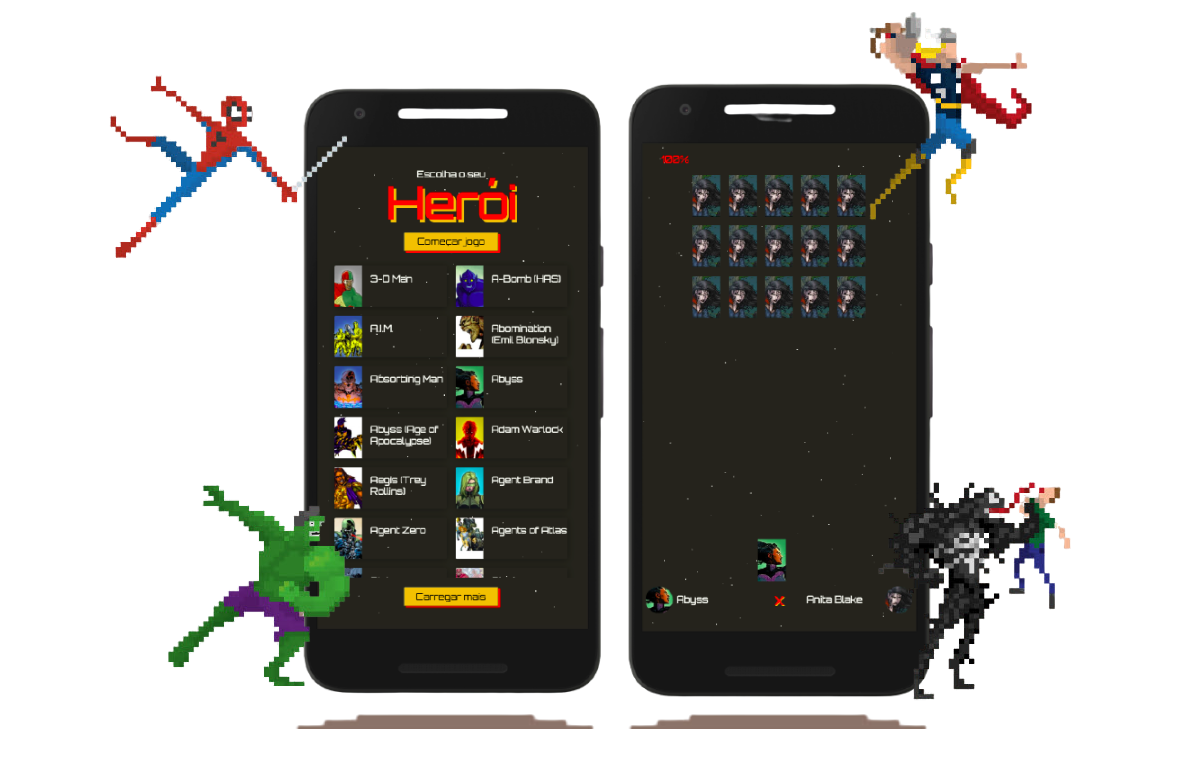 Escolha o seu
Herói
Começar jogo
3-D Man
A-Bomb (HAS)
A.I.M.
Abomination
(Emil Blonsky)
Absorbing Man
Abyss
Abyss (Age of
Apocalypse)
Adam Warlock
Aegis (Trey
Rollins)
Agent Brand
Agent Zero
Agents of Atlas
Carregar mais
100%
Abyss
X
Anita Blake